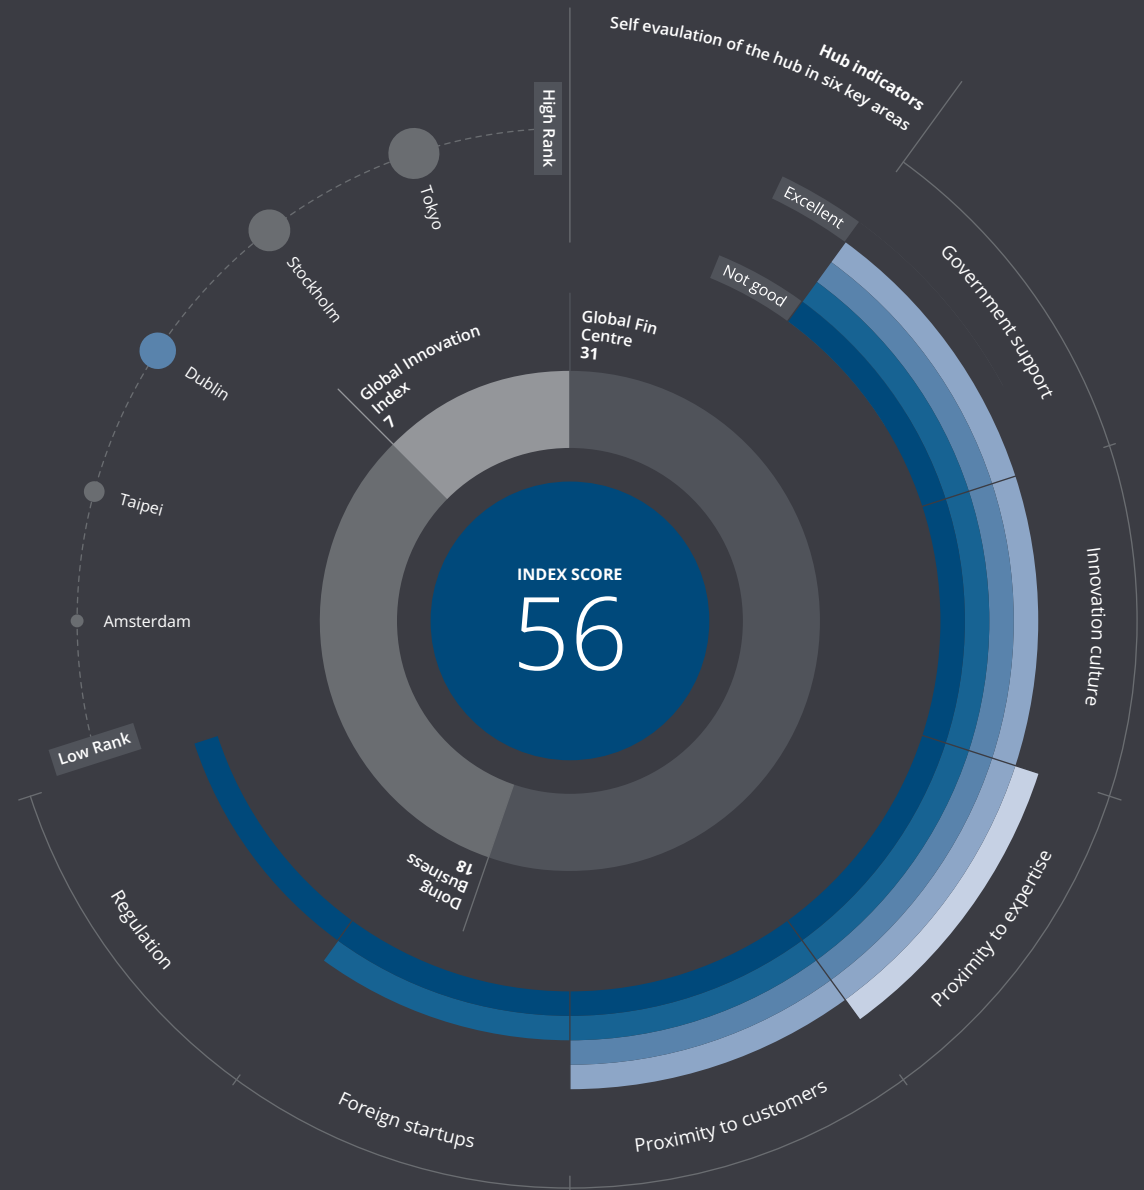 Hub indicators
Self evaulation of the hub in six key areas
High Rank
Tokyo
Stockholm
Dublin
Taipei
Amsterdam
Low Rank
Excellent
Not good
Government support
Innovation culture
Proximity to expertise
Proximity to customers
Foreign startups
Regulation
Global Innovation
Index
7
Global Fin
Centre
31
INDEX SCORE
56
Doing
Business
18